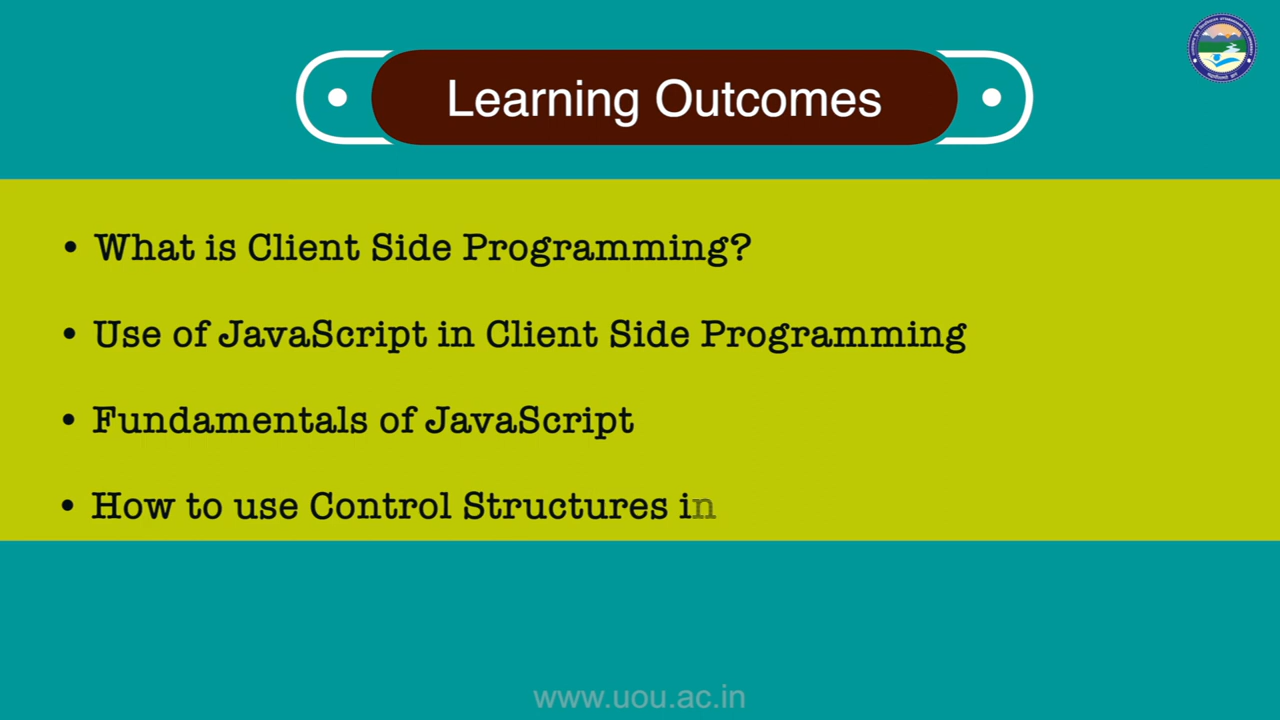 Learning Outcomes
• What is Client Side Programming?
• Use of JavaScript in Client Side Programming
• Fundamentals of JavaScript
• How to use Control Structures in
www.uou.ac.in